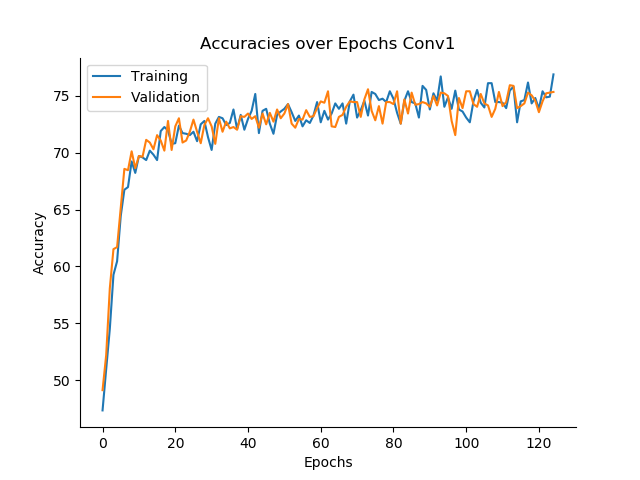 Accuracies over Epochs Conv1
Training
Validation
Accuracy
75
70
65
60
55
50
0 20 40 60 80 100 120
Epochs